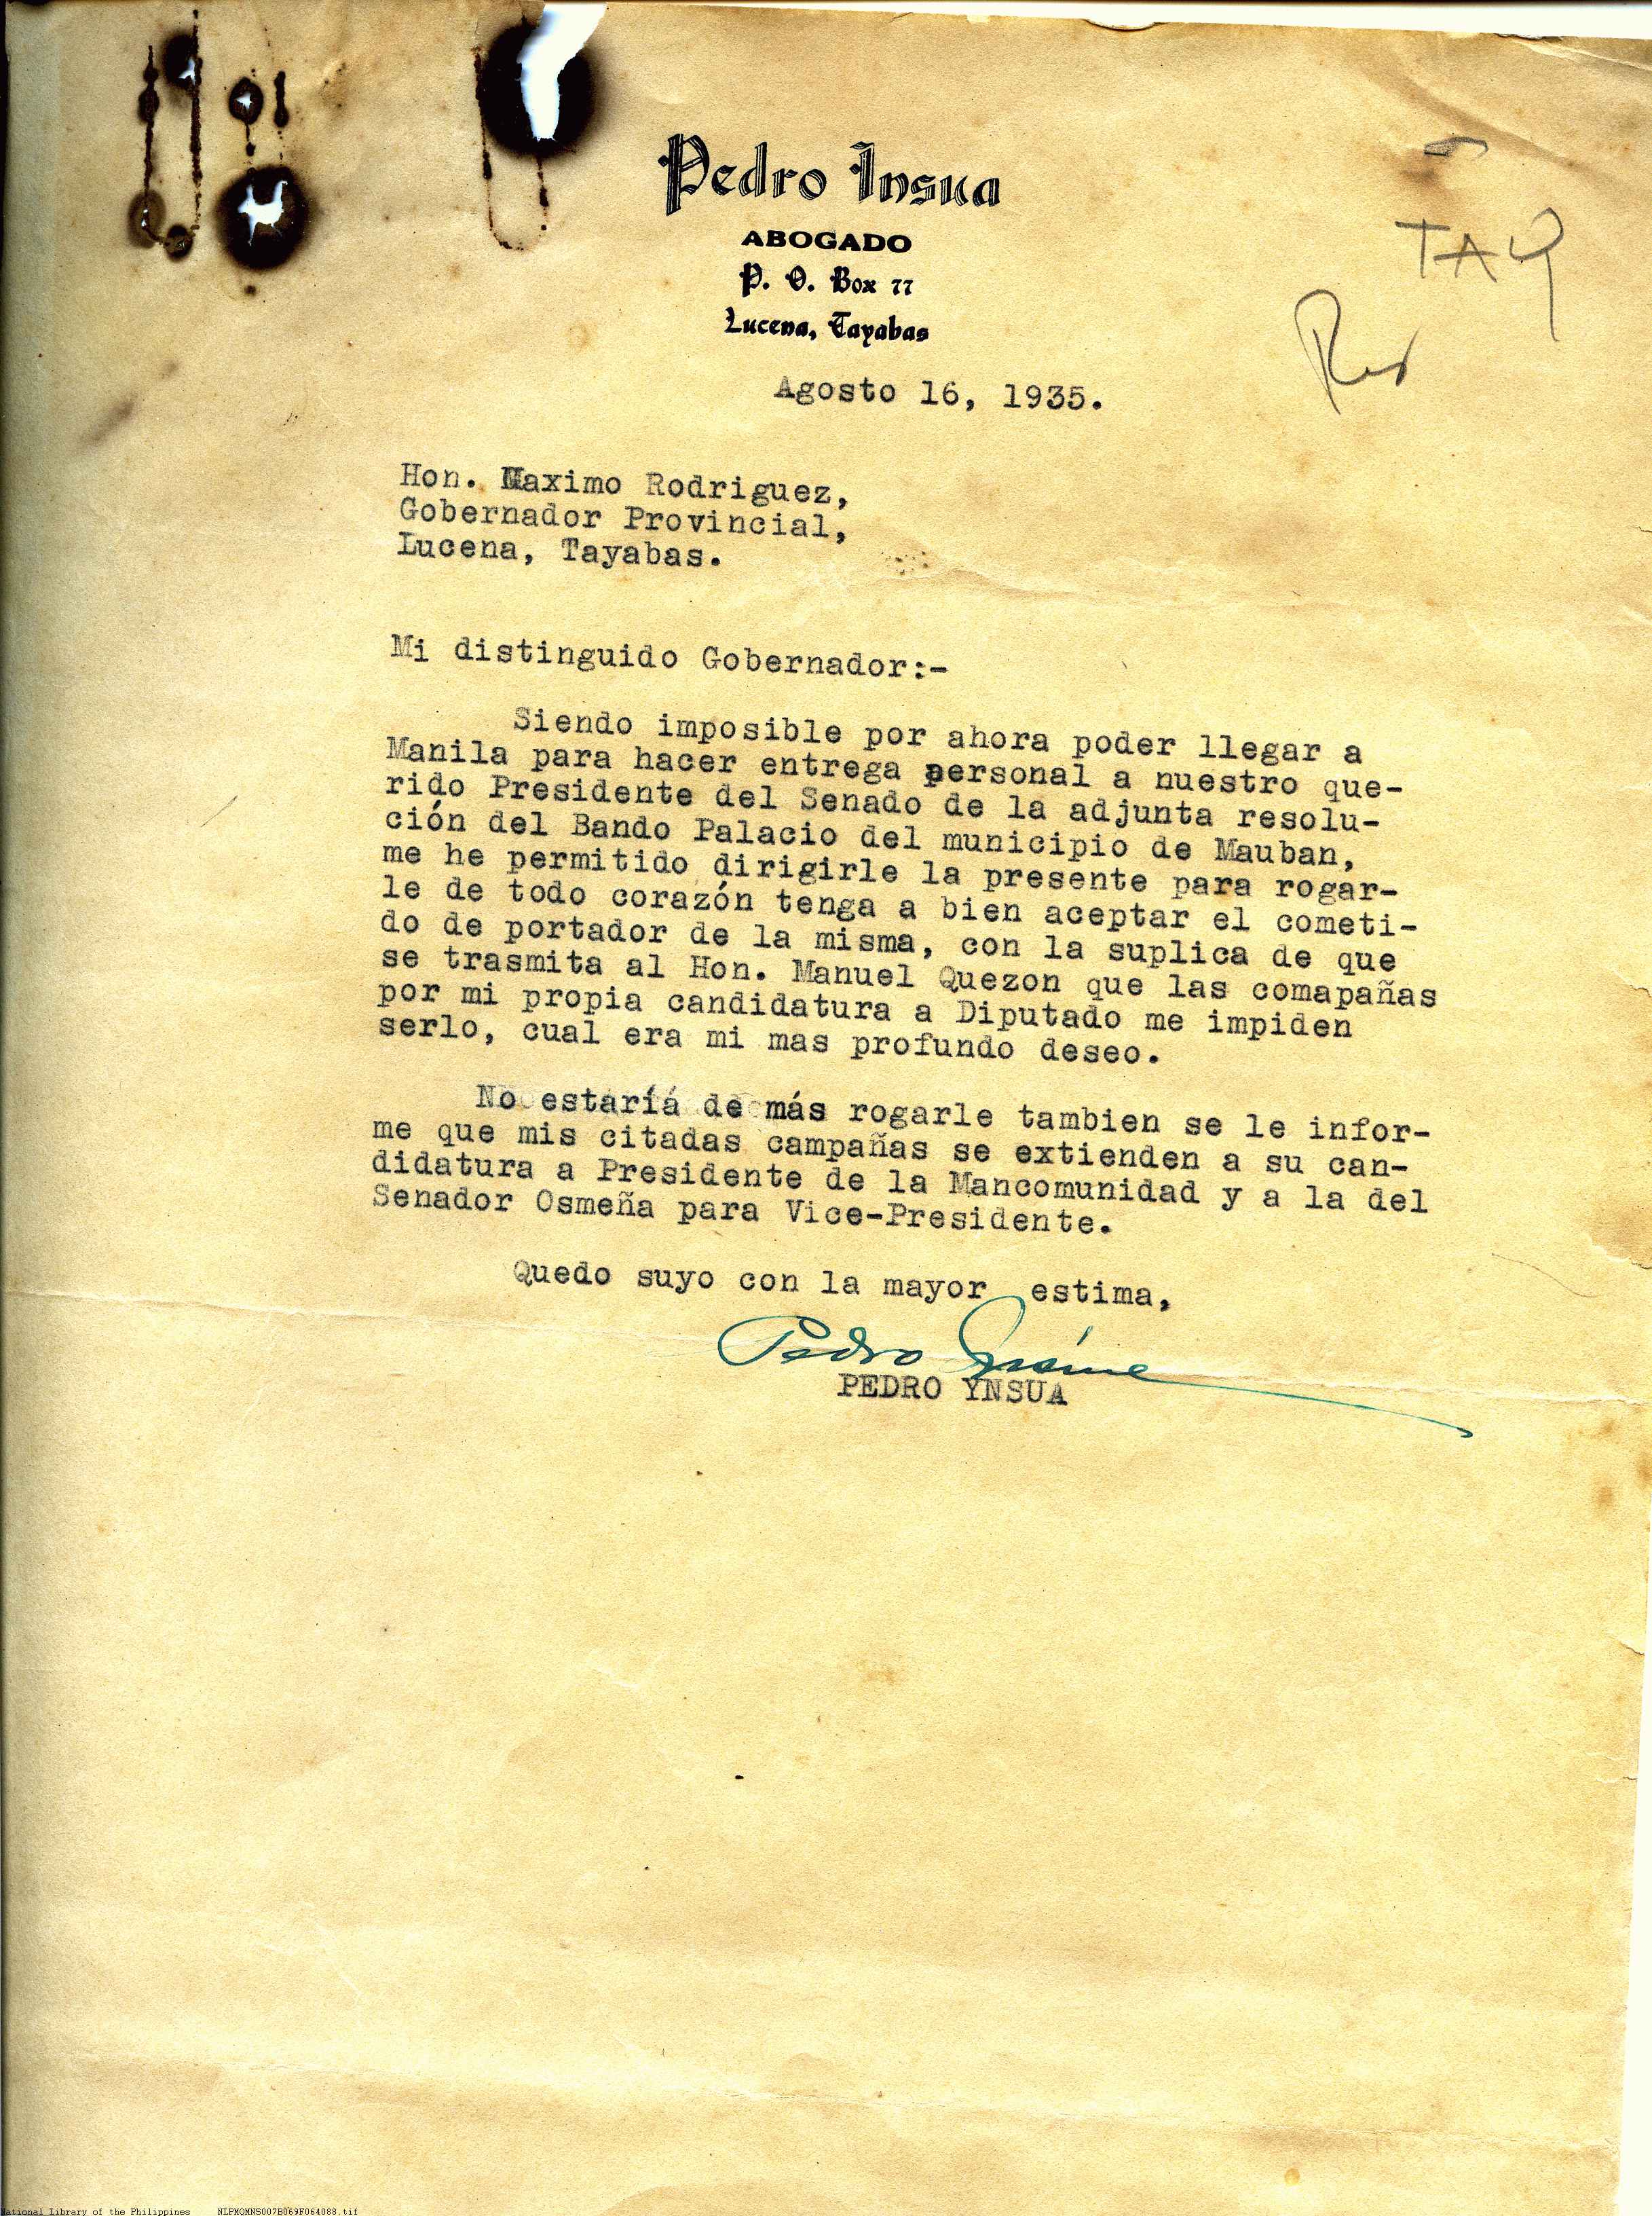 Pedro Insua
ABOGADO
P. O. Box 77
Lucena, Tayabas
TAY
Agosto 16, 1935.
Hon. Maximo Rodriguez,
Gobernador Provincial,
Lucena, Tayabas.
Mi distinguido Gobernador:-
Siendo imposible por ahora poder llegar a
Manila para hacer entrega personal a nuestro que-
rido Presidente del Senado de la adjunta resolu-
ción del Bando Palacio del municipio de Mauban,
me he permitido dirigirle la presente para rogar-
le de todo corazón tenga a bien aceptar el cometi-
do de portador de la misma, con la suplica de que
se trasmita al Hon. Manuel Quezon que las comapañas
por mi propia candidatura a Diputado me impiden
serlo, cual era mi mas profundo deseo.
No estaríá de más rogarle tambien se le infor-
me que mis citadas campañas se extienden a su can-
didatura a Presidente de la Mancomunidad y a la del
Senador Osmeña para Vice-Presidente.
Quedo suyo con la mayor estima,
PEDRO YNSUA
National Library of the Philippines NLPMQMNS007B069F064088.tif